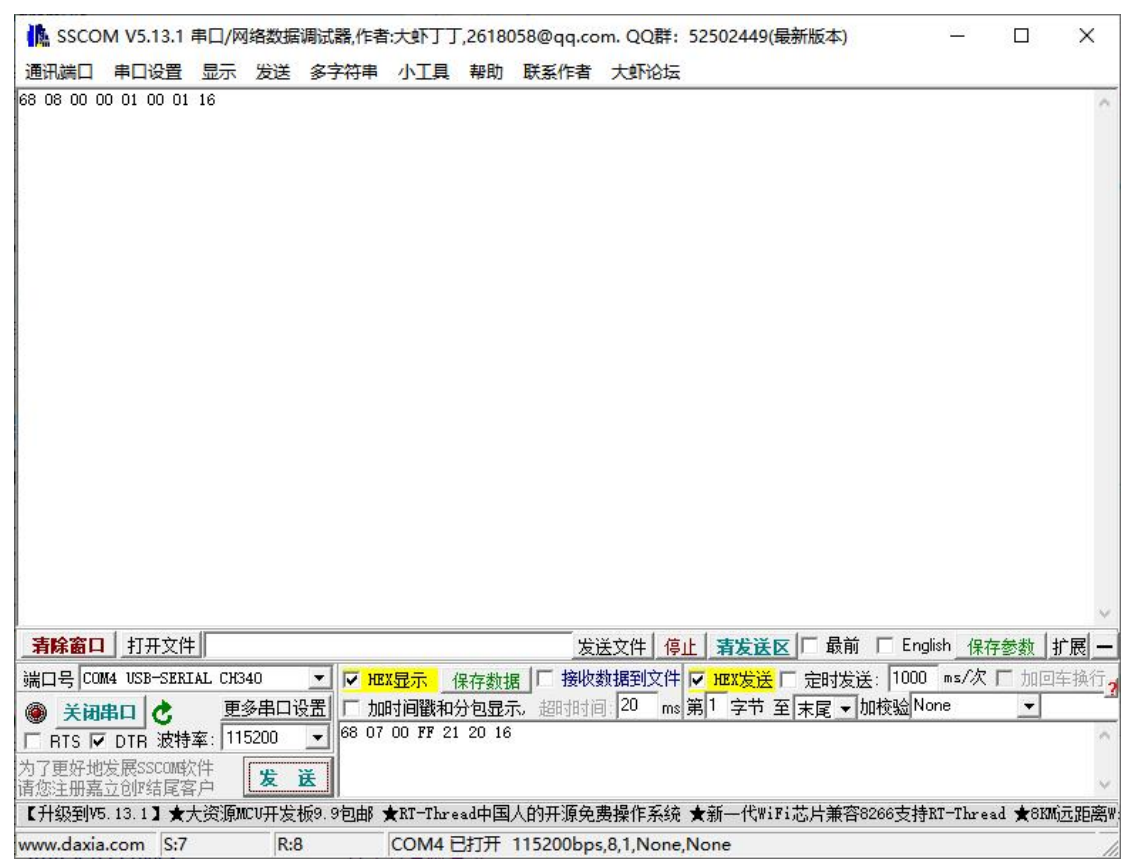 SSCOM V5.13.1 串口/网络数据调试器,作者:大虾丁丁,2618058@qq.com. QQ群: 52502449(最新版本)
通讯端口 串口设置 显示 发送 多字符串 小工具 帮助 联系作者 大虾论坛
68 08 00 00 01 00 01 16
清除窗口 打开文件 发送文件 停止 清发送区 最前 English 保存参数 扩展 —
端口号 COM4 USB-SERIAL CH340 HEX显示 保存数据 接收数据到文件 HEX发送 定时发送: 1000 ms/次 加回车换行
关闭串口 更多串口设置 加时间戳和分包显示, 超时时间: 20 ms 第1 字节 至 末尾 加校验 None ?
RTS DTR 波特率: 115200 68 07 00 FF 21 20 16
为了更好地发展SSCOM软件
请您注册嘉立创F结尾客户
发 送
【升级到V5.13.1】★大资源MCU开发板9.9包邮 ★RT-Thread中国人的开源免费操作系统 ★新一代WiFi芯片兼容8266支持RT-Thread ★8KM远距离W
www.daxia.com S:7 R:8 COM4 已打开 115200bps,8,1,None,None